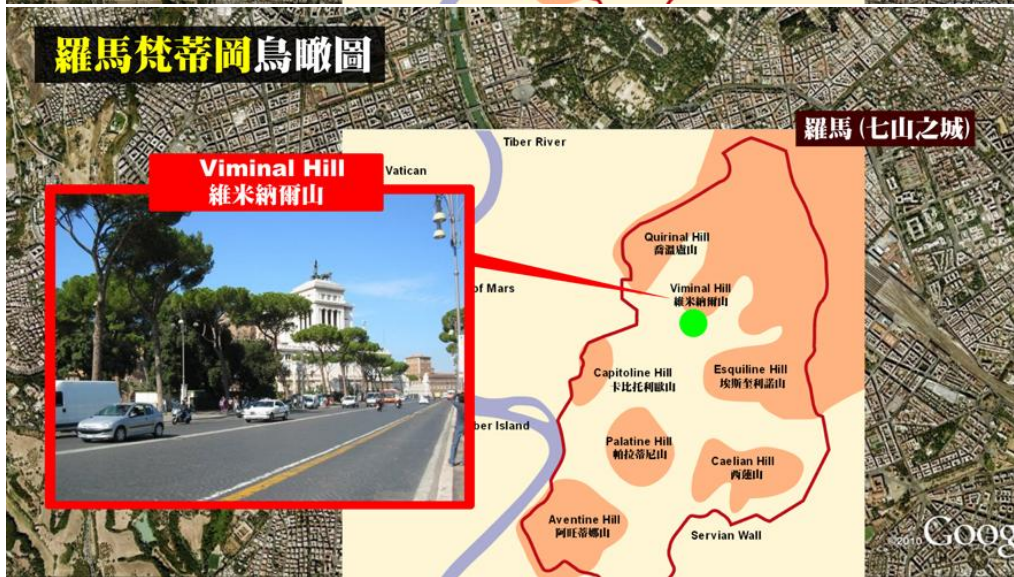 羅馬梵蒂岡鳥瞰圖
羅馬(七山之城)
Tiber River
Vatican
Viminal Hill
維米納爾山
Quirinal Hill
喬溫盧山
of Mars
Viminal Hill
維米納爾山
Capitoline Hill
卡比托利歐山
Esquiline Hill
埃斯奎利諾山
ber Island
Palatine Hill
帕拉蒂尼山
Caelian Hill
西蓮山
Aventine Hill
阿旺蒂娜山
Servian Wall
©2010 Goog